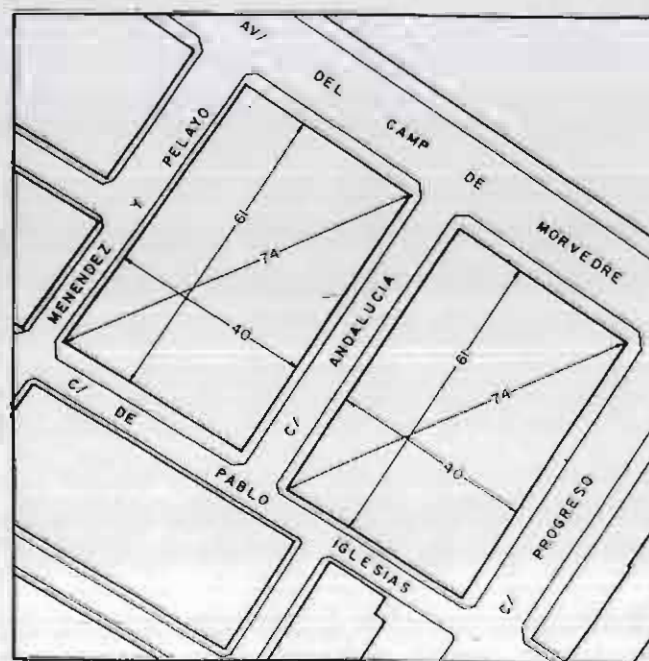 AV/ DEL CAMP DE MORVEDRE
MENENDEZ Y PELAYO
61
74
40
C/ ANDALUCIA
61
74
40
C/ DE PABLO IGLESIAS
C/ PROGRESO